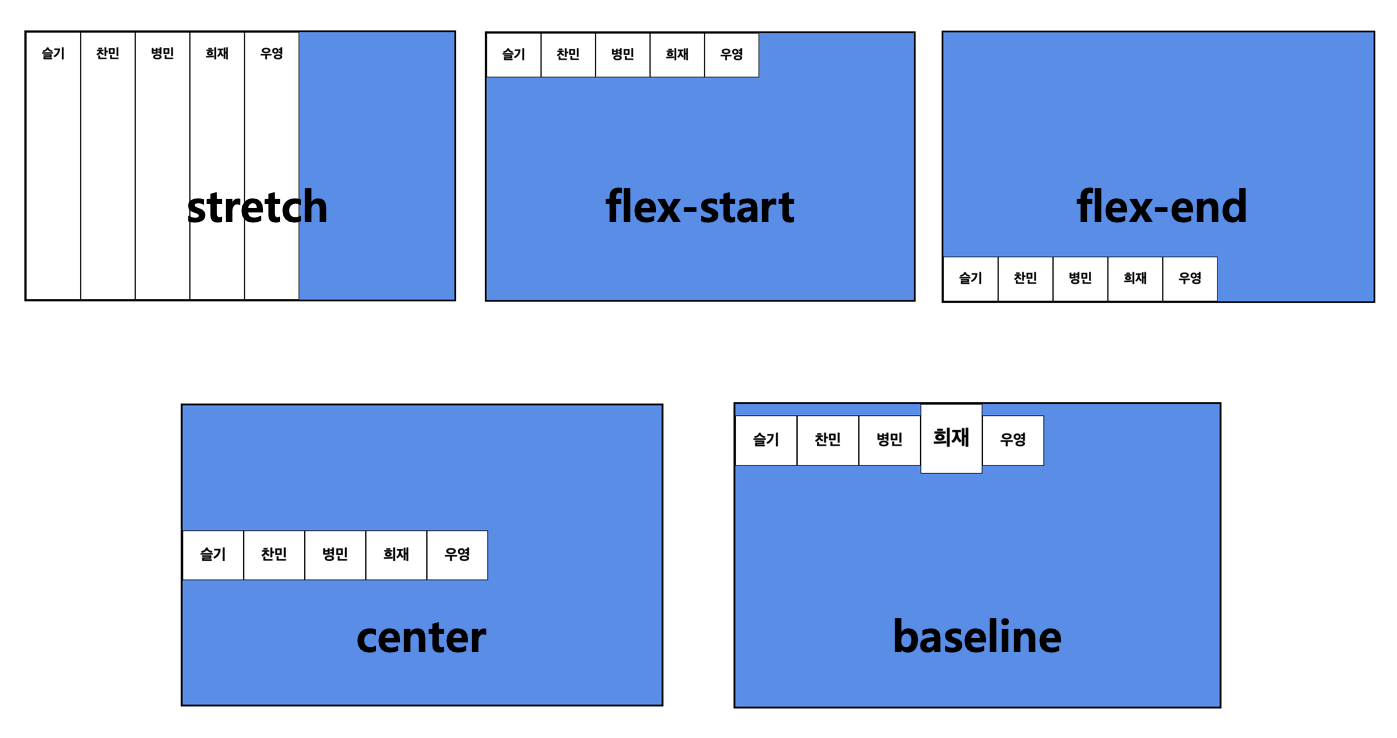 슬기 찬민 병민 희재 우영
stretch
슬기 찬민 병민 희재 우영
flex-start
flex-end
슬기 찬민 병민 희재 우영
슬기 찬민 병민 희재 우영
center
슬기 찬민 병민 희재 우영
baseline